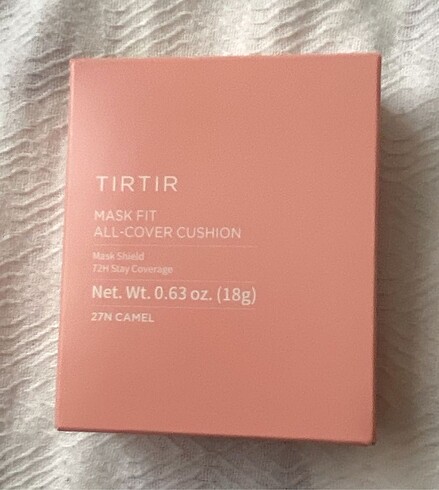 TIRTIR
MASK FIT
ALL-COVER CUSHION
Mask Shield
72H Stay Coverage
Net. Wt. 0.63 oz. (18g)
27N CAMEL